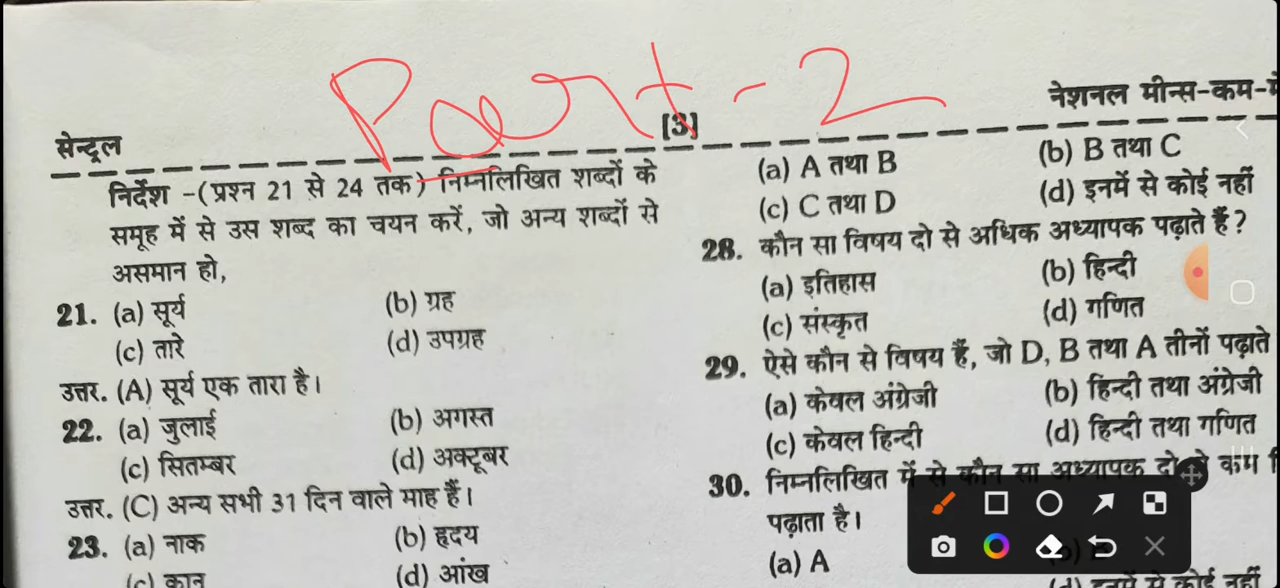 Part-2
नेशनल मीन्स-कम-
सेन्ट्रल
[3]
निर्देश -(प्रश्न 21 से 24 तक) निम्नलिखित शब्दों के
समूह में से उस शब्द का चयन करें, जो अन्य शब्दों से
असमान हो,
21. (a) सूर्य (b) ग्रह
(c) तारे (d) उपग्रह
उत्तर. (A) सूर्य एक तारा है।
22. (a) जुलाई (b) अगस्त
(c) सितम्बर (d) अक्टूबर
उत्तर. (C) अन्य सभी 31 दिन वाले माह हैं।
23. (a) नाक (b) हृदय
(c) कान (d) आंख
(a) A तथा B (b) B तथा C
(c) C तथा D (d) इनमें से कोई नहीं
28. कौन सा विषय दो से अधिक अध्यापक पढ़ाते हैं?
(a) इतिहास (b) हिन्दी
(c) संस्कृत (d) गणित
29. ऐसे कौन से विषय हैं, जो D, B तथा A तीनों पढ़ाते
(a) केवल अंग्रेजी (b) हिन्दी तथा अंग्रेजी
(c) केवल हिन्दी (d) हिन्दी तथा गणित
30. निम्नलिखित में से कौन सा अध्यापक दो से कम
पढ़ाता है।
(a) A